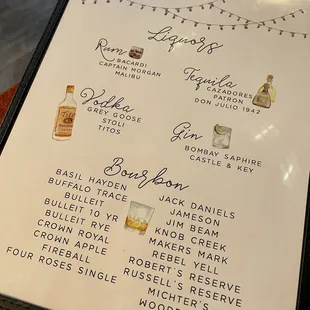 Liquors
Rum
BACARDI
CAPTAIN MORGAN
MALIBU
Tequila
CAZADORES
PATRON
DON JULIO 1942
Vodka
GREY GOOSE
STOLI
TITOS
Gin
BOMBAY SAPHIRE
CASTLE & KEY
Bourbon
BASIL HAYDEN
BUFFALO TRACE
BULLEIT
BULLEIT 10 YR
BULLEIT RYE
CROWN ROYAL
CROWN APPLE
FIREBALL
FOUR ROSES SINGLE
JACK DANIELS
JAMESON
JIM BEAM
KNOB CREEK
MAKERS MARK
REBEL YELL
ROBERT'S RESERVE
RUSSELL'S RESERVE
MICHTER'S